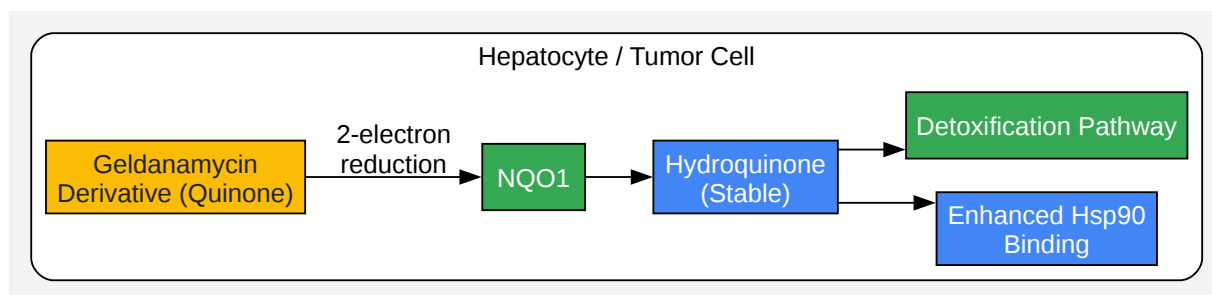 Hepatocyte / Tumor Cell
Geldanamycin
Derivative (Quinone)
2-electron
reduction
NQO1
Hydroquinone
(Stable)
Detoxification Pathway
Enhanced Hsp90
Binding